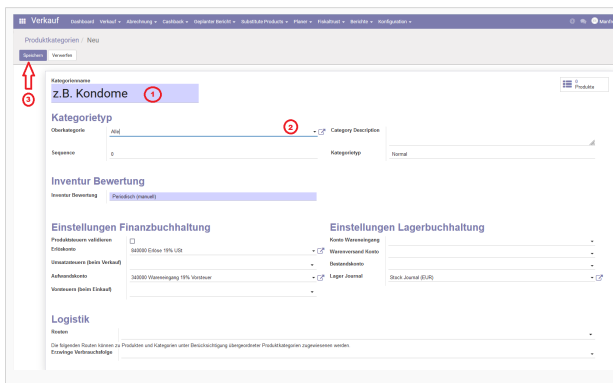 Verkauf Dashboard Verkauf Abrechnung Cashback Geplanter Bericht Substitute Products Planer Fiskaltrust Berichte Konfiguration
Produktkategorien / Neu
Speichern Verwerfen
3
Kategoriename
z.B. Kondome 1
0
Produkte
Kategorietyp
Oberkategorie Alle 2 Category Description
Sequence 0 Kategorietyp Normal
Inventur Bewertung
Inventur Bewertung Periodisch (manuell)
Einstellungen Finanzbuchhaltung Einstellungen Lagerbuchhaltung
Produktsteuern validieren Konto Wareneingang
Erlöskonto 840000 Erlöse 19% USt Warenversand Konto
Umsatzsteuern (beim Verkauf) Bestandskonto
Aufwandskonto 340000 Wareneingang 19% Vorsteuer Lager Journal Stock Journal (EUR)
Vorsteuern (beim Einkauf)
Logistik
Routen
Die folgenden Routen können zu Produkten und Kategorien unter Berücksichtigung übergeordneter Produktkategorien zugewiesenen werden.
Erzwinge Verbrauchsfolge